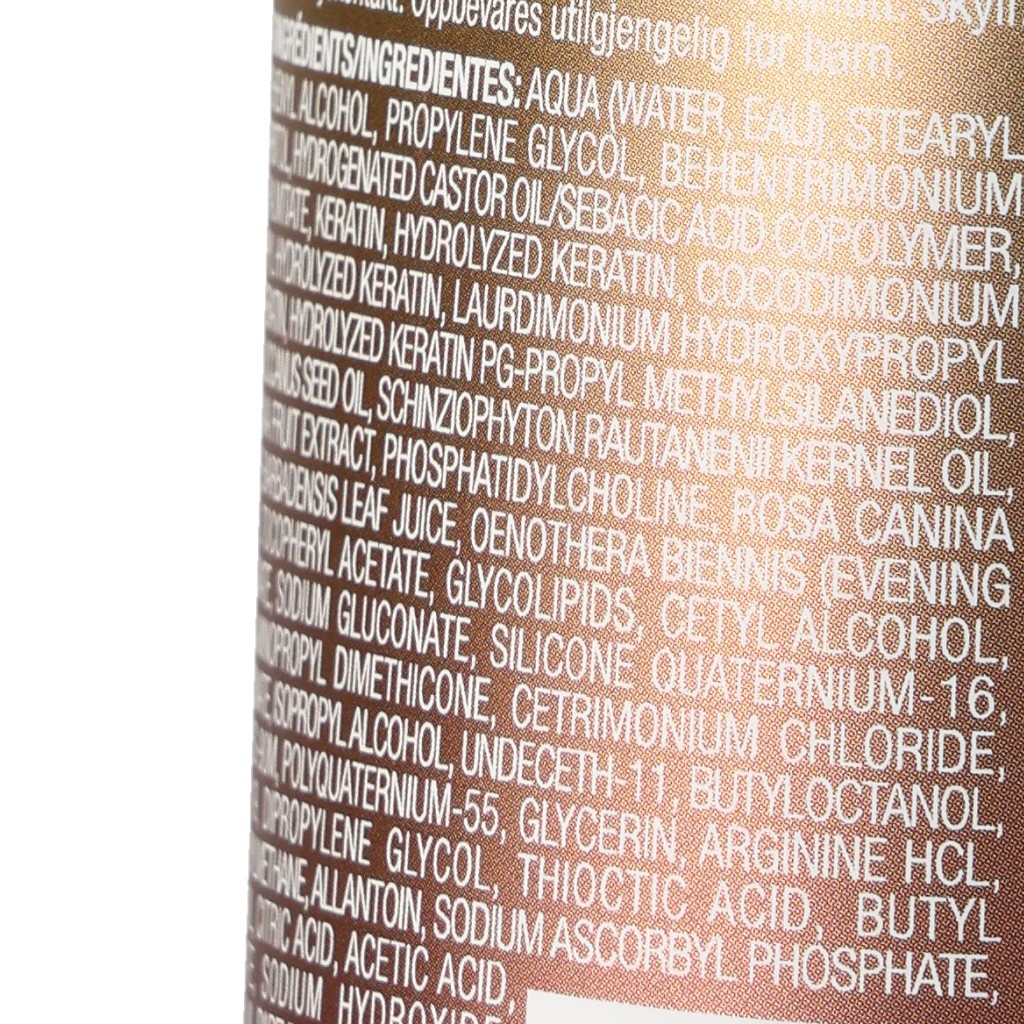 Oppbevares utilgjengelig for barn.
INGRÉDIENTS/INGREDIENTES: AQUA (WATER, EAU), STEARYL
ALCOHOL, PROPYLENE GLYCOL, BEHENTRIMONIUM
HYDROGENATED CASTOR OIL/SEBACIC ACID COPOLYMER,
KERATIN, HYDROLYZED KERATIN, COCODIMONIUM
HYDROLYZED KERATIN, LAURDIMONIUM HYDROXYPROPYL
HYDROLYZED KERATIN PG-PROPYL METHYLSILANEDIOL,
SEED OIL, SCHINZIOPHYTON RAUTANENII KERNEL OIL,
FRUIT EXTRACT, PHOSPHATIDYLCHOLINE, ROSA CANINA
LEAF JUICE, OENOTHERA BIENNIS (EVENING
ACETATE, GLYCOLIPIDS, CETYL ALCOHOL,
SODIUM GLUCONATE, SILICONE QUATERNIUM-16,
DIMETHICONE, CETRIMONIUM CHLORIDE,
ISOPROPYL ALCOHOL, UNDECETH-11, BUTYLOCTANOL,
POLYQUATERNIUM-55, GLYCERIN, ARGININE HCL,
DIPROPYLENE GLYCOL, THIOCTIC ACID, BUTYL
ALLANTOIN, SODIUM ASCORBYL PHOSPHATE,
CITRIC ACID, ACETIC ACID,
SODIUM